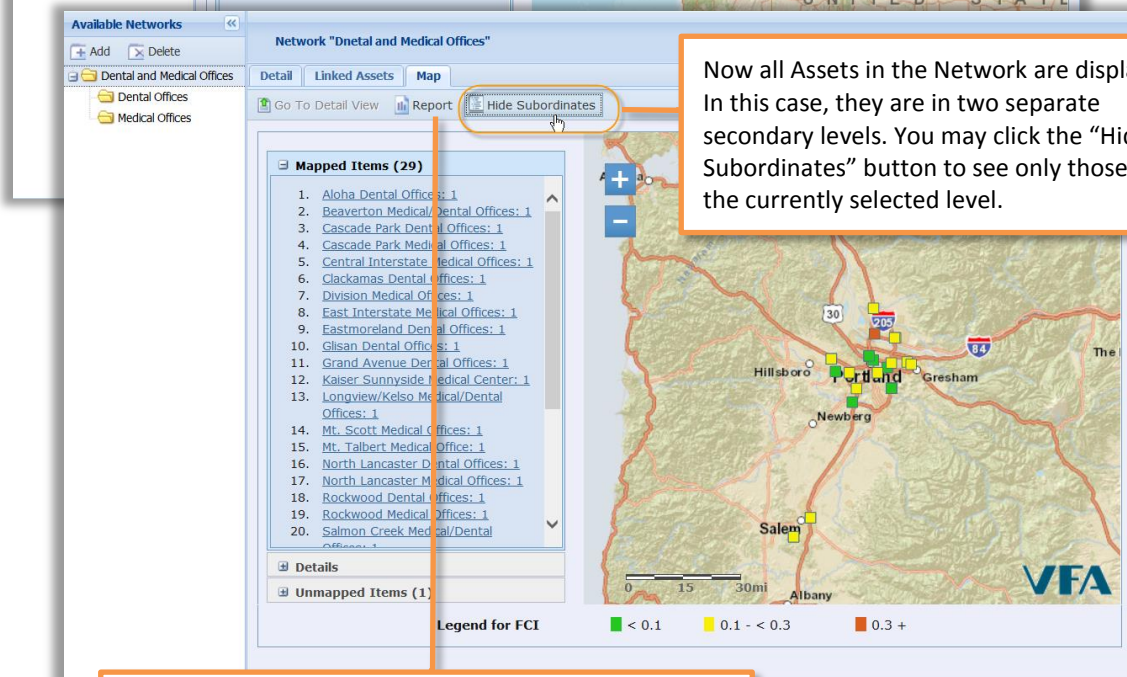 UNITED STATE
Available Networks
Add Delete
Dental and Medical Offices
Dental Offices
Medical Offices
Network "Dnetal and Medical Offices"
Detail Linked Assets Map
Go To Detail View Report Hide Subordinates
Now all Assets in the Network are displa
In this case, they are in two separate
secondary levels. You may click the “Hid
Subordinates” button to see only those
the currently selected level.
Mapped Items (29)
1. Aloha Dental Offices: 1
2. Beaverton Medical/Dental Offices: 1
3. Cascade Park Dental Offices: 1
4. Cascade Park Medical Offices: 1
5. Central Interstate Medical Offices: 1
6. Clackamas Dental Offices: 1
7. Division Medical Offices: 1
8. East Interstate Medical Offices: 1
9. Eastmoreland Dental Offices: 1
10. Glisan Dental Offices: 1
11. Grand Avenue Dental Offices: 1
12. Kaiser Sunnyside Medical Center: 1
13. Longview/Kelso Medical/Dental
Offices: 1
14. Mt. Scott Medical Offices: 1
15. Mt. Talbert Medical Office: 1
16. North Lancaster Dental Offices: 1
17. North Lancaster Medical Offices: 1
18. Rockwood Dental Offices: 1
19. Rockwood Medical Offices: 1
20. Salmon Creek Medical/Dental
Offices: 1
Details
Unmapped Items (1)
30
205
84
The
Hillsboro
Portland
Gresham
Newberg
Salem
0 15 30mi
Albany
VFA
Legend for FCI < 0.1 0.1 - < 0.3 0.3 +